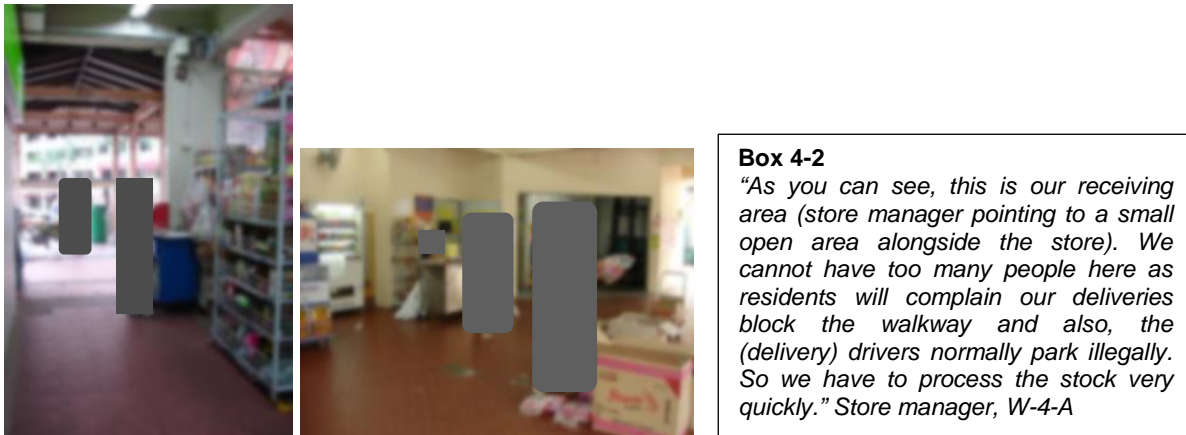 Box 4-2
“As you can see, this is our receiving
area (store manager pointing to a small
open area alongside the store). We
cannot have too many people here as
residents will complain our deliveries
block the walkway and also, the
(delivery) drivers normally park illegally.
So we have to process the stock very
quickly.” Store manager, W-4-A